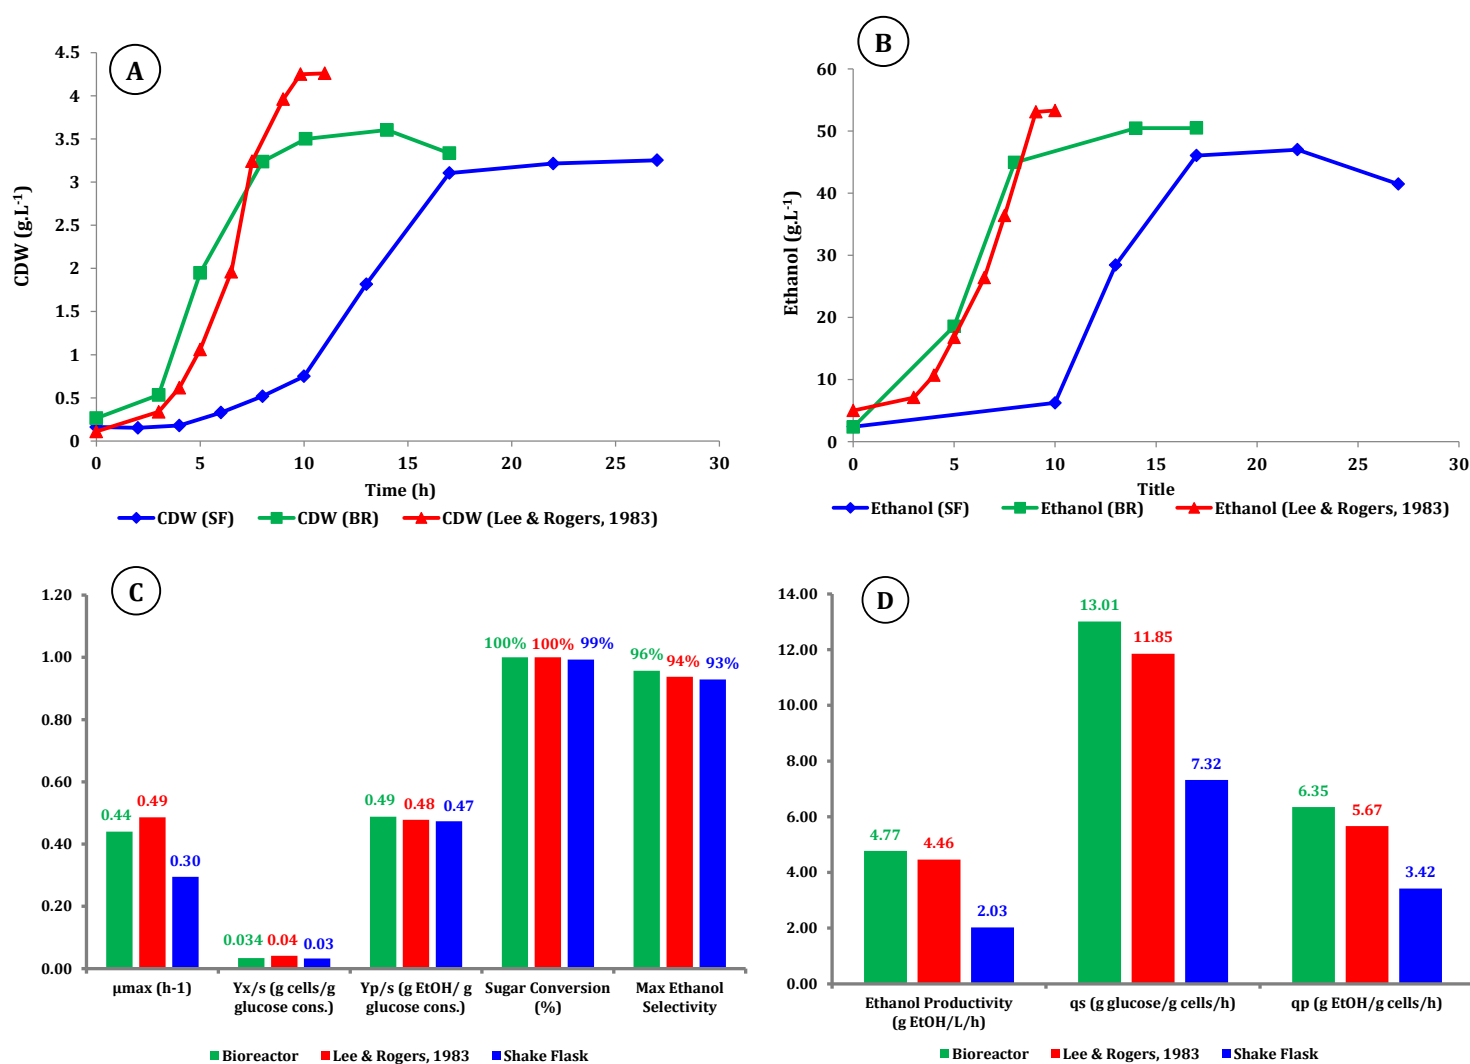 A
4.5
4
3.5
3
2.5
2
1.5
1
0.5
0
CDW (g.L-1)
0 5 10 15 20 25 30
Time (h)
CDW (SF) CDW (BR) CDW (Lee & Rogers, 1983)
B
60
50
40
30
20
10
0
Ethanol (g.L-1)
0 5 10 15 20 25 30
Title
Ethanol (SF) Ethanol (BR) Ethanol (Lee & Rogers, 1983)
C
1.20
1.00
0.80
0.60
0.40
0.20
0.00
0.44 0.49 0.30
0.034 0.04 0.03
0.49 0.48 0.47
100% 100% 99%
96% 94% 93%
μmax (h-1) Yx/s (g cells/g Yp/s (g EtOH/ g Sugar Conversion Max Ethanol
glucose cons.) glucose cons.) (%) Selectivity
Bioreactor Lee & Rogers, 1983 Shake Flask
D
14.00
12.00
10.00
8.00
6.00
4.00
2.00
0.00
4.77 4.46 2.03
13.01 11.85 7.32
6.35 5.67 3.42
Ethanol Productivity qs (g glucose/g cells/h) qp (g EtOH/g cells/h)
(g EtOH/L/h)
Bioreactor Lee & Rogers, 1983 Shake Flask